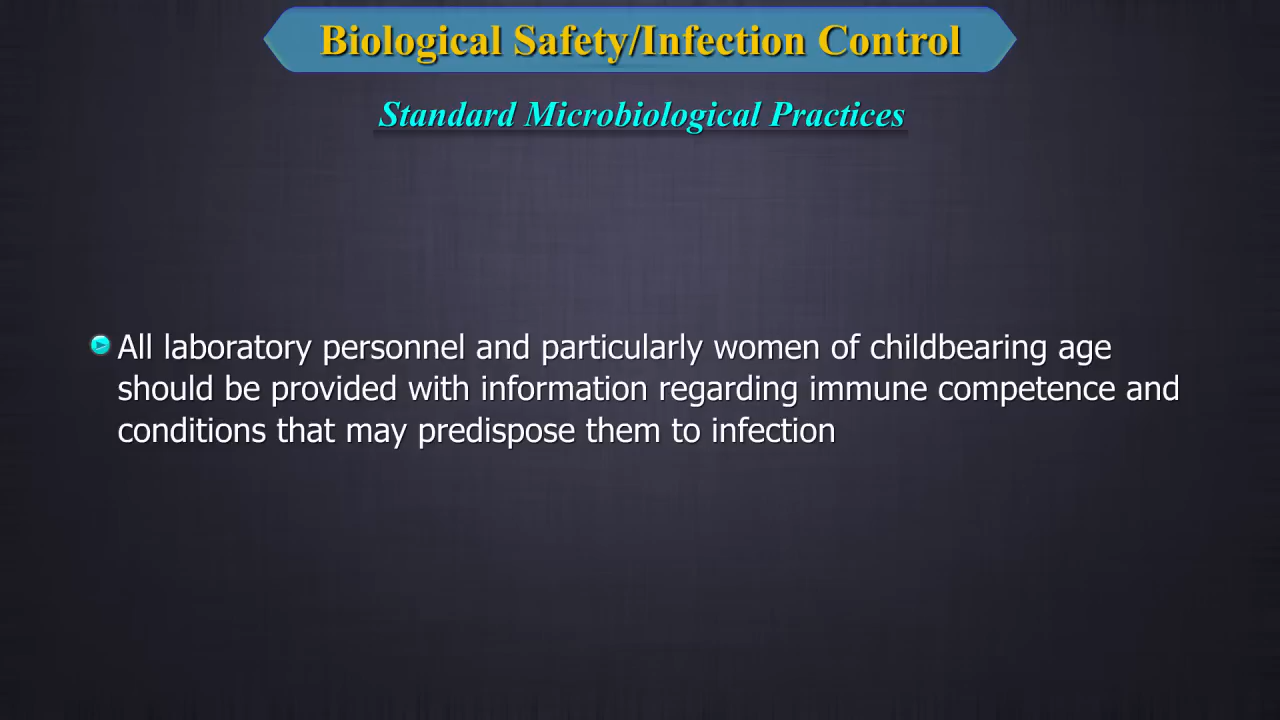 Biological Safety/Infection Control
Standard Microbiological Practices
All laboratory personnel and particularly women of childbearing age
should be provided with information regarding immune competence and
conditions that may predispose them to infection